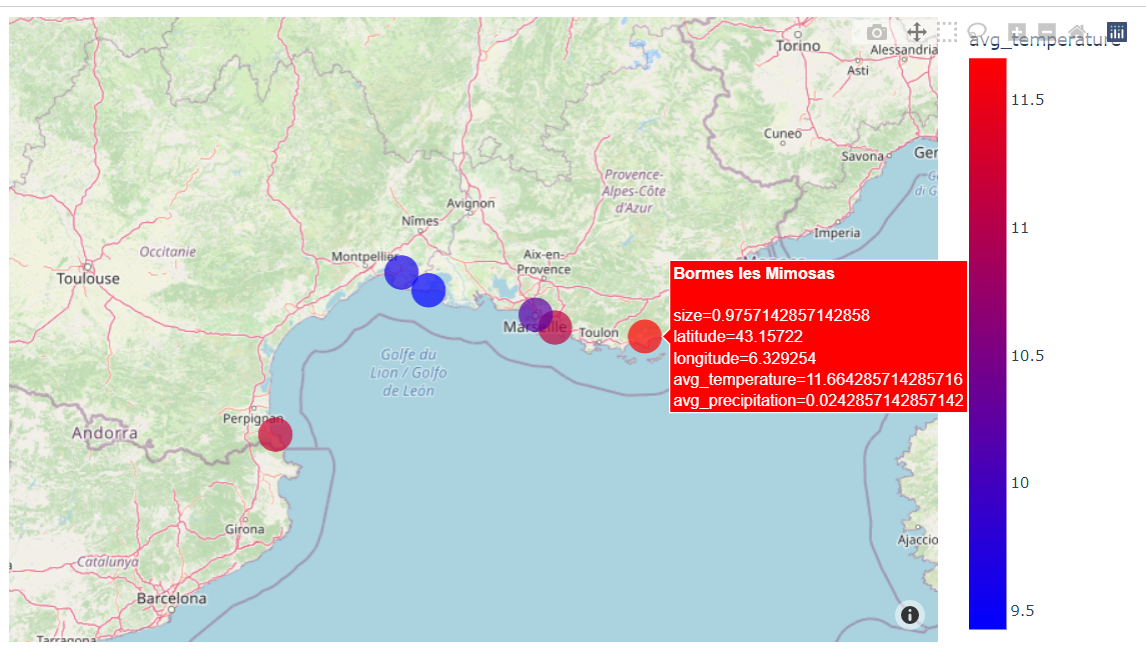 Torino
Alessandria
avg_temperature
Asti
11.5
Cuneo
Savona
Provence-
Alpes-Côte
d'Azur
Avignon
Nîmes
11
Imperia
Occitanie
Montpellier
Aix-en-
Provence
Toulouse
Bormes les Mimosas
size=0.9757142857142858
latitude=43.15722
longitude=6.329254
avg_temperature=11.664285714285716
avg_precipitation=0.0242857142857142
Marseille
Toulon
10.5
Golfe du
Lion / Golfo
de León
Perpignan
Andorra
10
Girona
Ajaccio
Catalunya
Barcelona
9.5
Tarragona